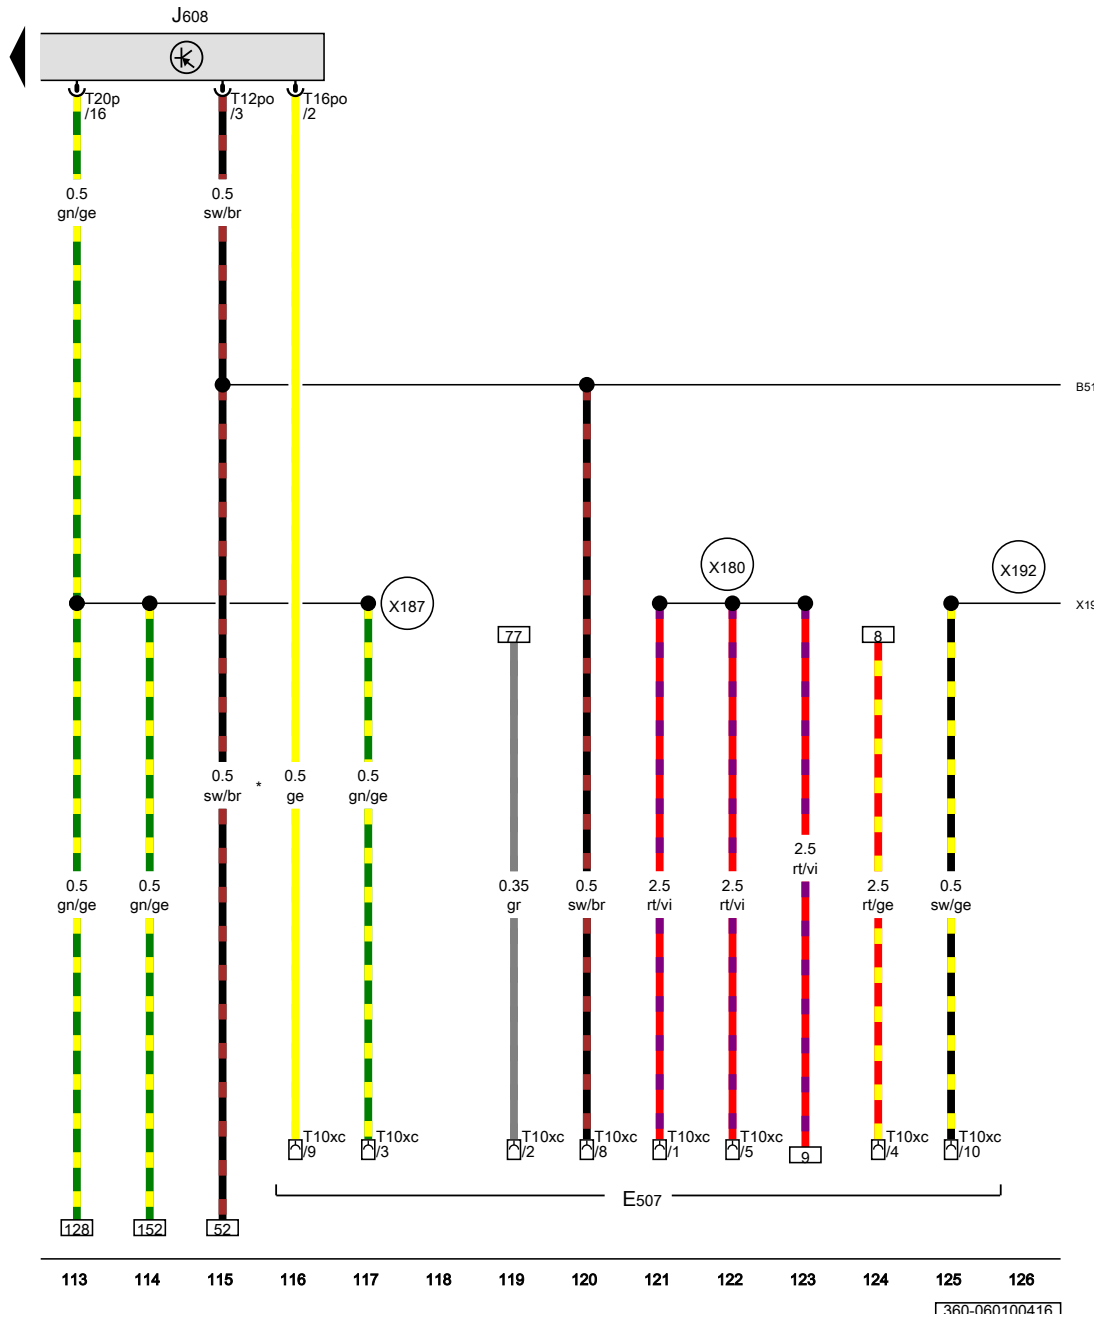 J608
T20p
/16
T12po
/3
T16po
/2
0.5
gn/ge
0.5
sw/br
B51
X180
X192
X187
X19
77
8
0.5
sw/br
*
0.5
ge
0.5
gn/ge
2.5
rt/vi
0.5
gn/ge
0.5
gn/ge
0.35
gr
0.5
sw/br
2.5
rt/vi
2.5
rt/vi
2.5
rt/ge
0.5
sw/ge
T10xc
/9
T10xc
/3
T10xc
/2
T10xc
/8
T10xc
/1
T10xc
/5
9
T10xc
/4
T10xc
/10
E507
128
152
52
113 114 115 116 117 118 119 120 121 122 123 124 125 126
360-060100416